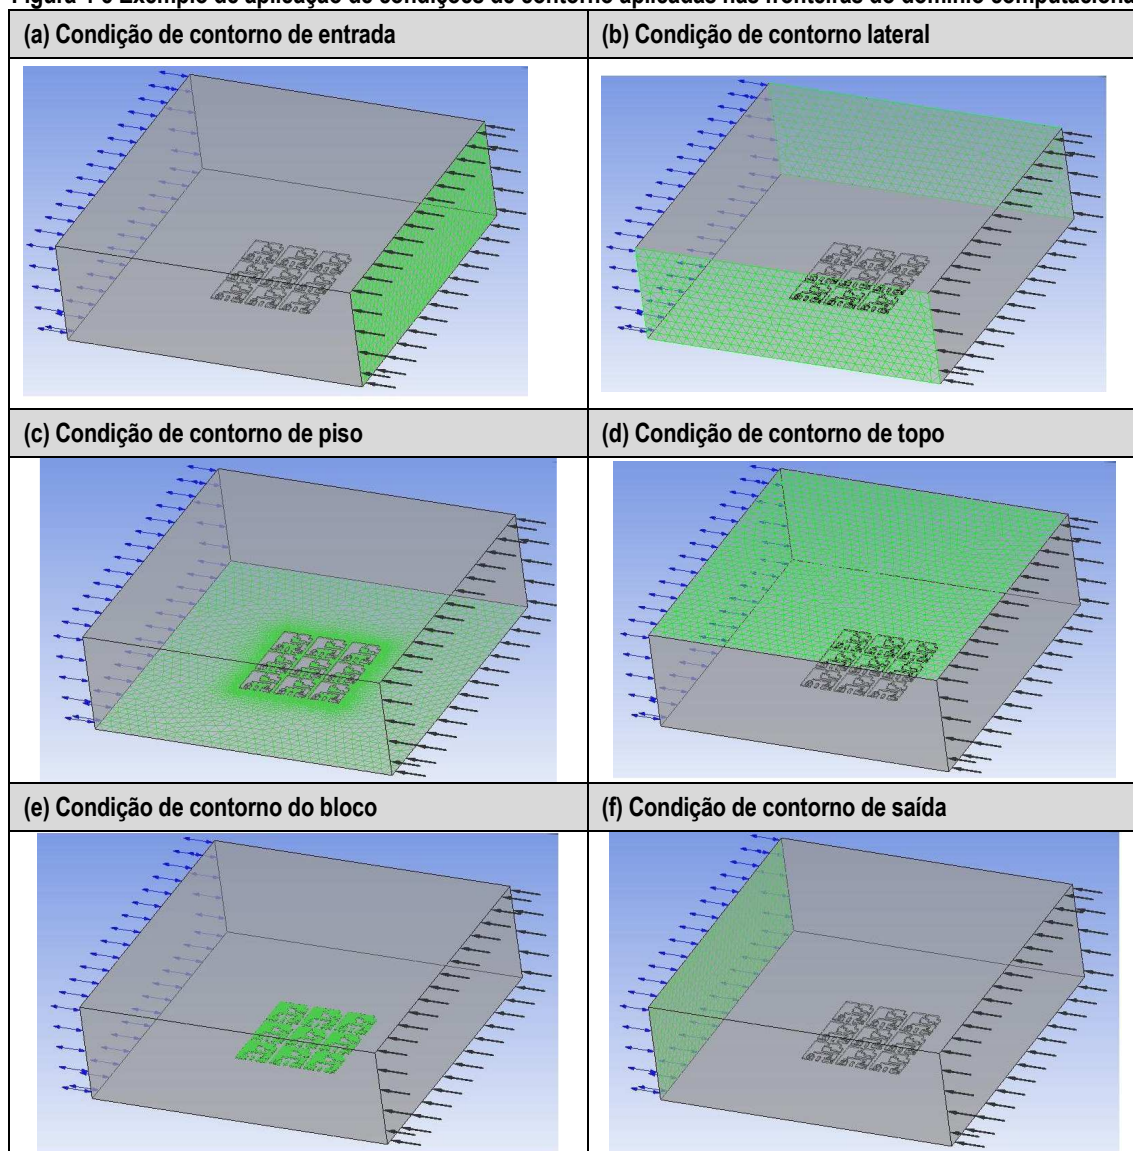 Figura 4 6 Exemplo de aplicação de condições de contorno aplicadas nas fronteiras do domínio computacional
(a) Condição de contorno de entrada
(b) Condição de contorno lateral
(c) Condição de contorno de piso
(d) Condição de contorno de topo
(e) Condição de contorno do bloco
(f) Condição de contorno de saída